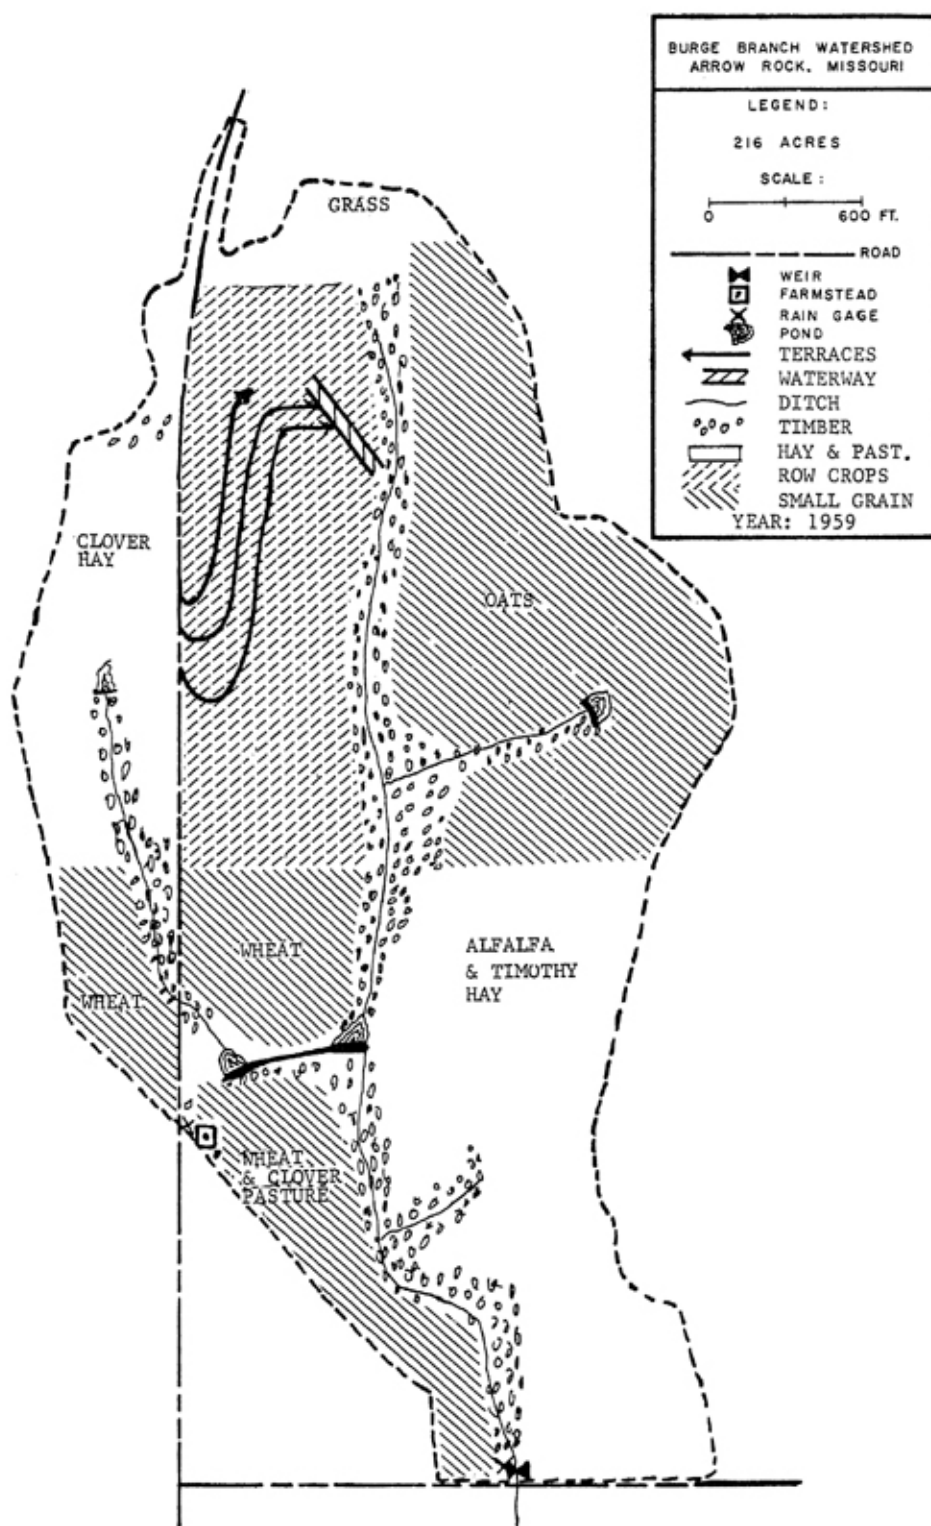 BURGE BRANCH WATERSHED
ARROW ROCK, MISSOURI
LEGEND:
216 ACRES
SCALE:
0 600 FT.
ROAD
WEIR
FARMSTEAD
RAIN GAGE
POND
TERRACES
WATERWAY
DITCH
TIMBER
HAY & PAST.
ROW CROPS
SMALL GRAIN
YEAR: 1959
GRASS
CLOVER
HAY
OATS
WHEAT
ALFALFA
& TIMOTHY
HAY
WHEAT
WHEAT
& CLOVER
PASTURE